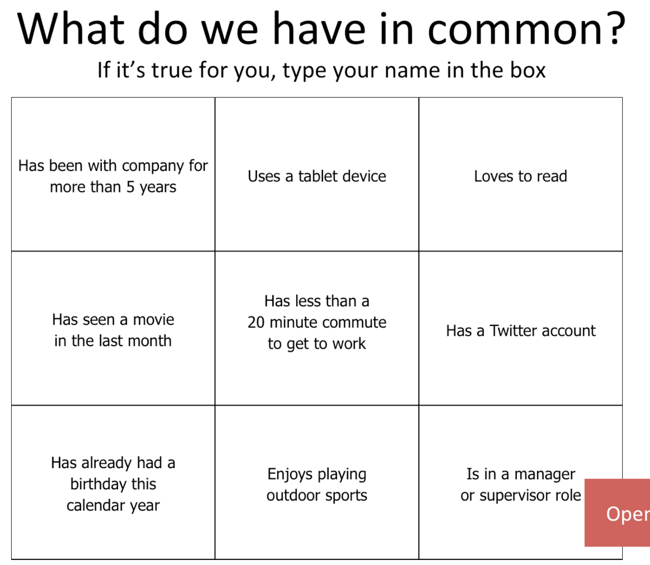 What do we have in common?
If it's true for you, type your name in the box
Has been with company for
more than 5 years
Uses a tablet device
Loves to read
Has seen a movie
in the last month
Has less than a
20 minute commute
to get to work
Has a Twitter account
Has already had a
birthday this
calendar year
Enjoys playing
outdoor sports
Is in a manager
or supervisor role
Open